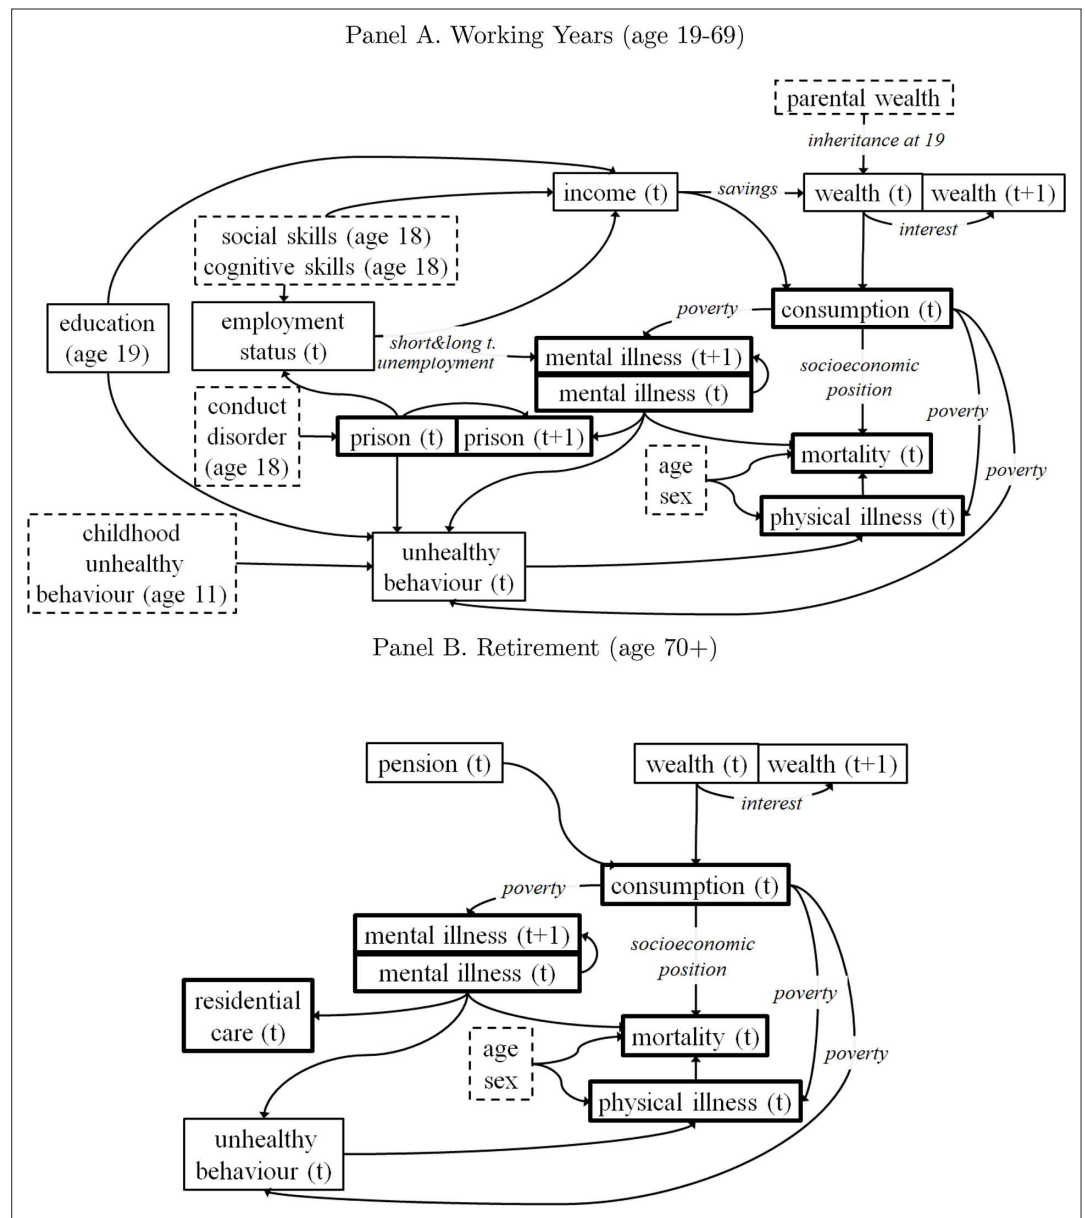 Panel A. Working Years (age 19-69)
parental wealth
inheritance at 19
income (t)
savings
wealth (t)
wealth (t+1)
interest
social skills (age 18)
cognitive skills (age 18)
education
(age 19)
employment
status (t)
short&long t.
unemployment
poverty
consumption (t)
mental illness (t+1)
mental illness (t)
socioeconomic
position
conduct
disorder
(age 18)
prison (t)
prison (t+1)
poverty
mortality (t)
age
sex
poverty
physical illness (t)
childhood
unhealthy
behaviour (age 11)
unhealthy
behaviour (t)
Panel B. Retirement (age 70+)
pension (t)
wealth (t)
wealth (t+1)
interest
consumption (t)
poverty
mental illness (t+1)
mental illness (t)
socioeconomic
position
residential
care (t)
poverty
mortality (t)
age
sex
poverty
physical illness (t)
unhealthy
behaviour (t)